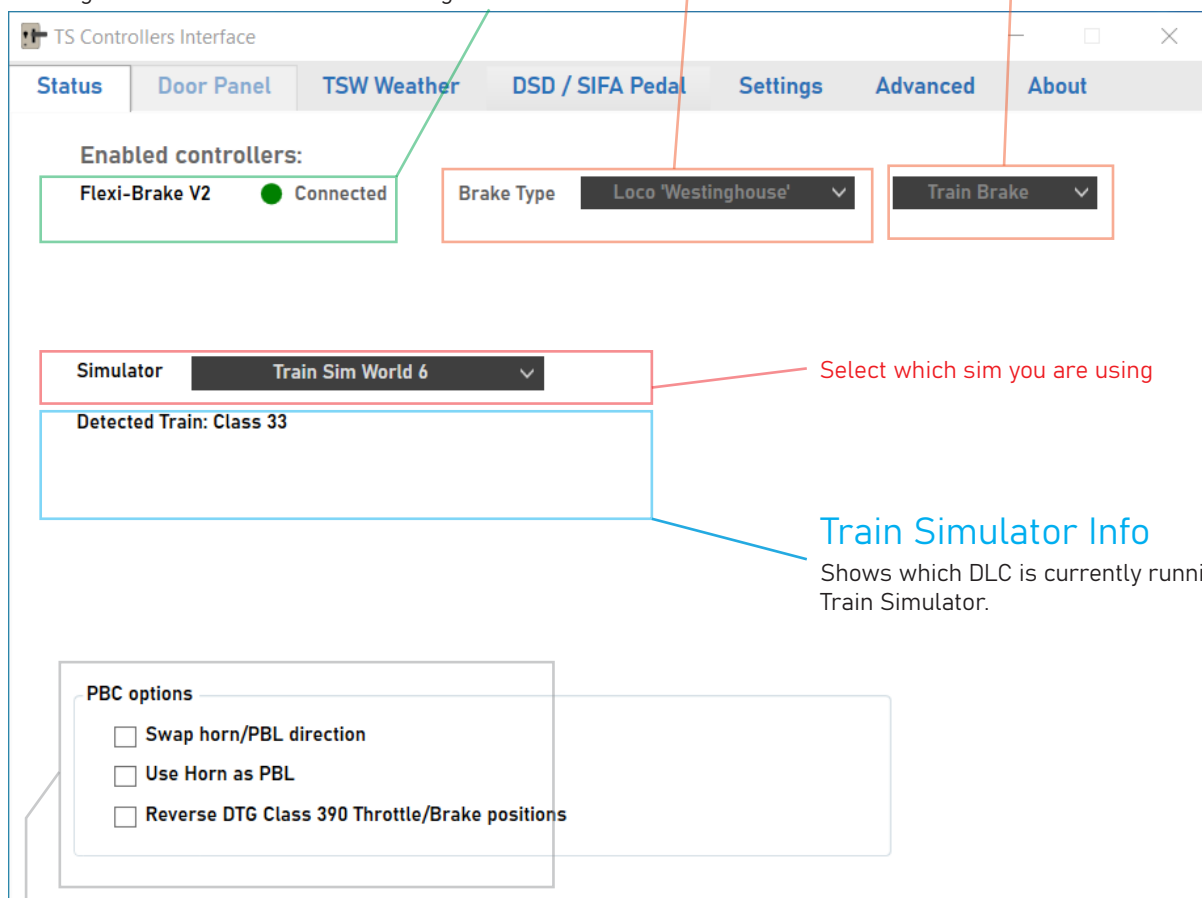 TS Controllers Interface
Status Door Panel TSW Weather DSD / SIFA Pedal Settings Advanced About
Enabled controllers:
Flexi-Brake V2 Connected Brake Type Loco 'Westinghouse' Train Brake
Simulator Train Sim World 6 Select which sim you are using
Detected Train: Class 33
Train Simulator Info
Shows which DLC is currently
Train Simulator.
PBC options
Swap horn/PBL direction
Use Horn as PBL
Reverse DTG Class 390 Throttle/Brake positions